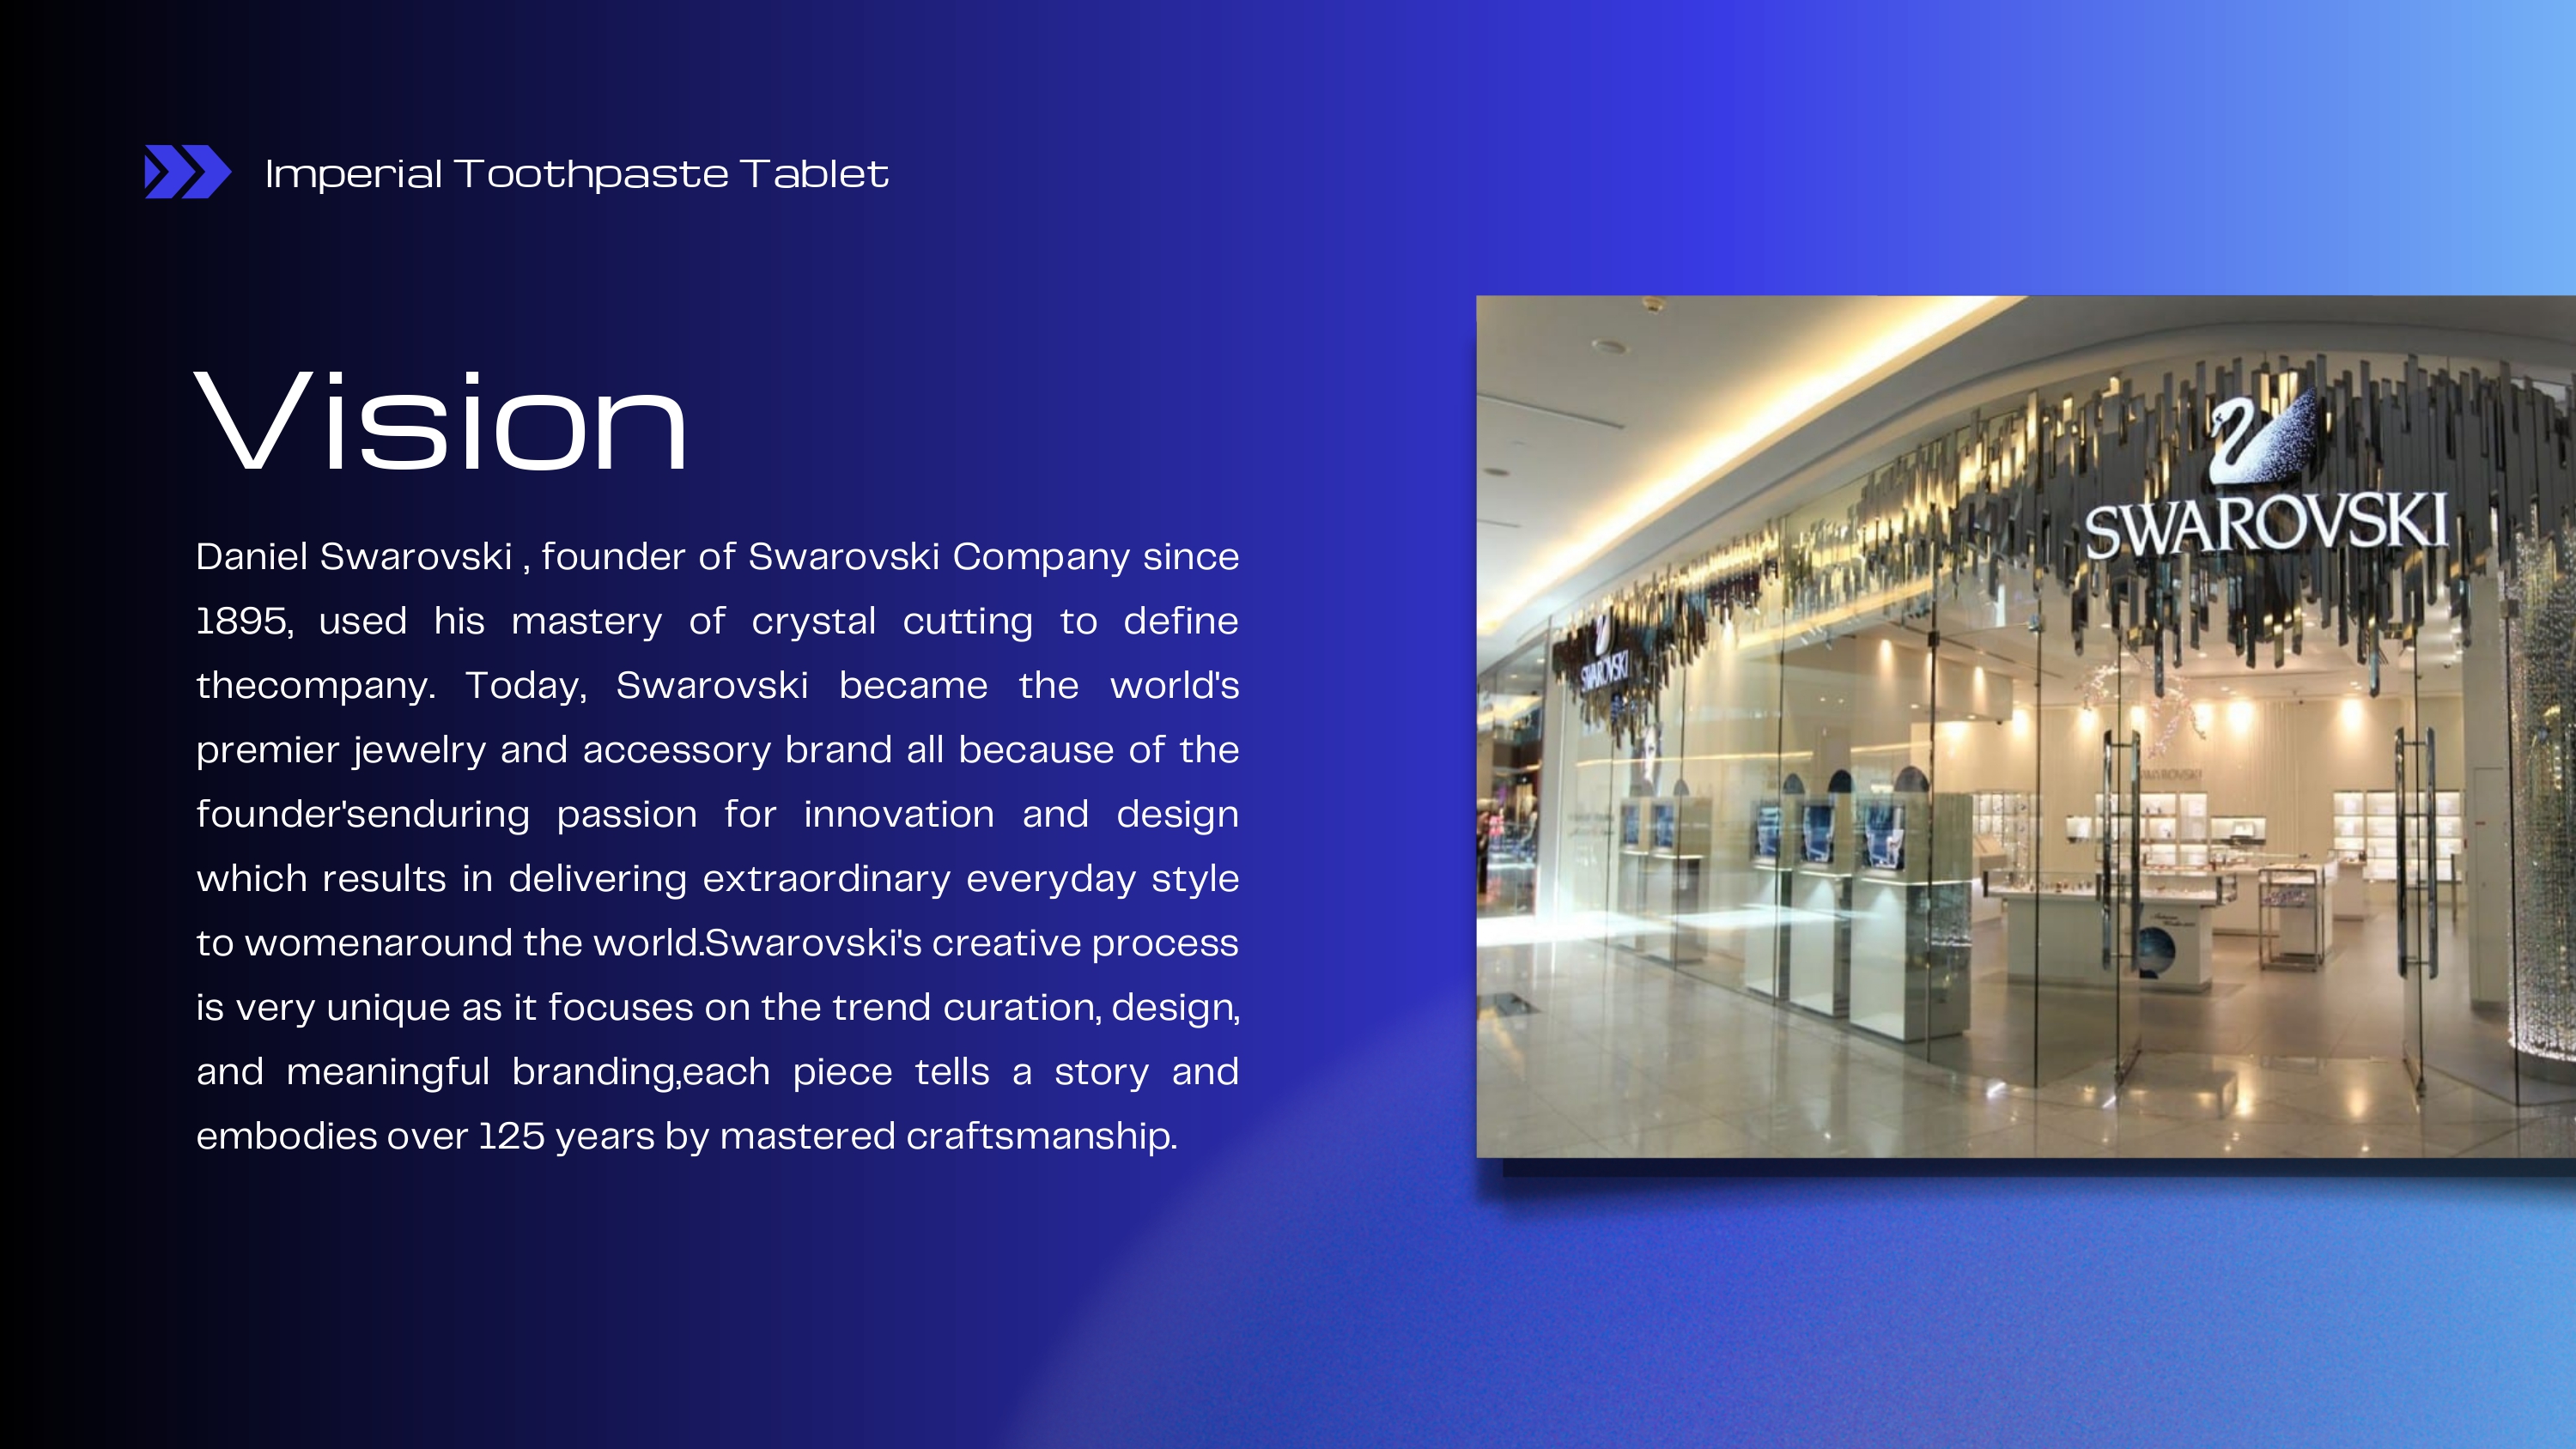 Imperial Toothpaste Tablet
Vision
Daniel Swarovski , founder of Swarovski Company since
1895, used his mastery of crystal cutting to define
thecompany. Today, Swarovski became the world's
premier jewelry and accessory brand all because of the
founder'senduring passion for innovation and design
which results in delivering extraordinary everyday style
to womenaround the world.Swarovski's creative process
is very unique as it focuses on the trend curation, design,
and meaningful branding,each piece tells a story and
embodies over 125 years by mastered craftsmanship.
SWAROVSKI
SWAROVSKI
SWAROVSKI